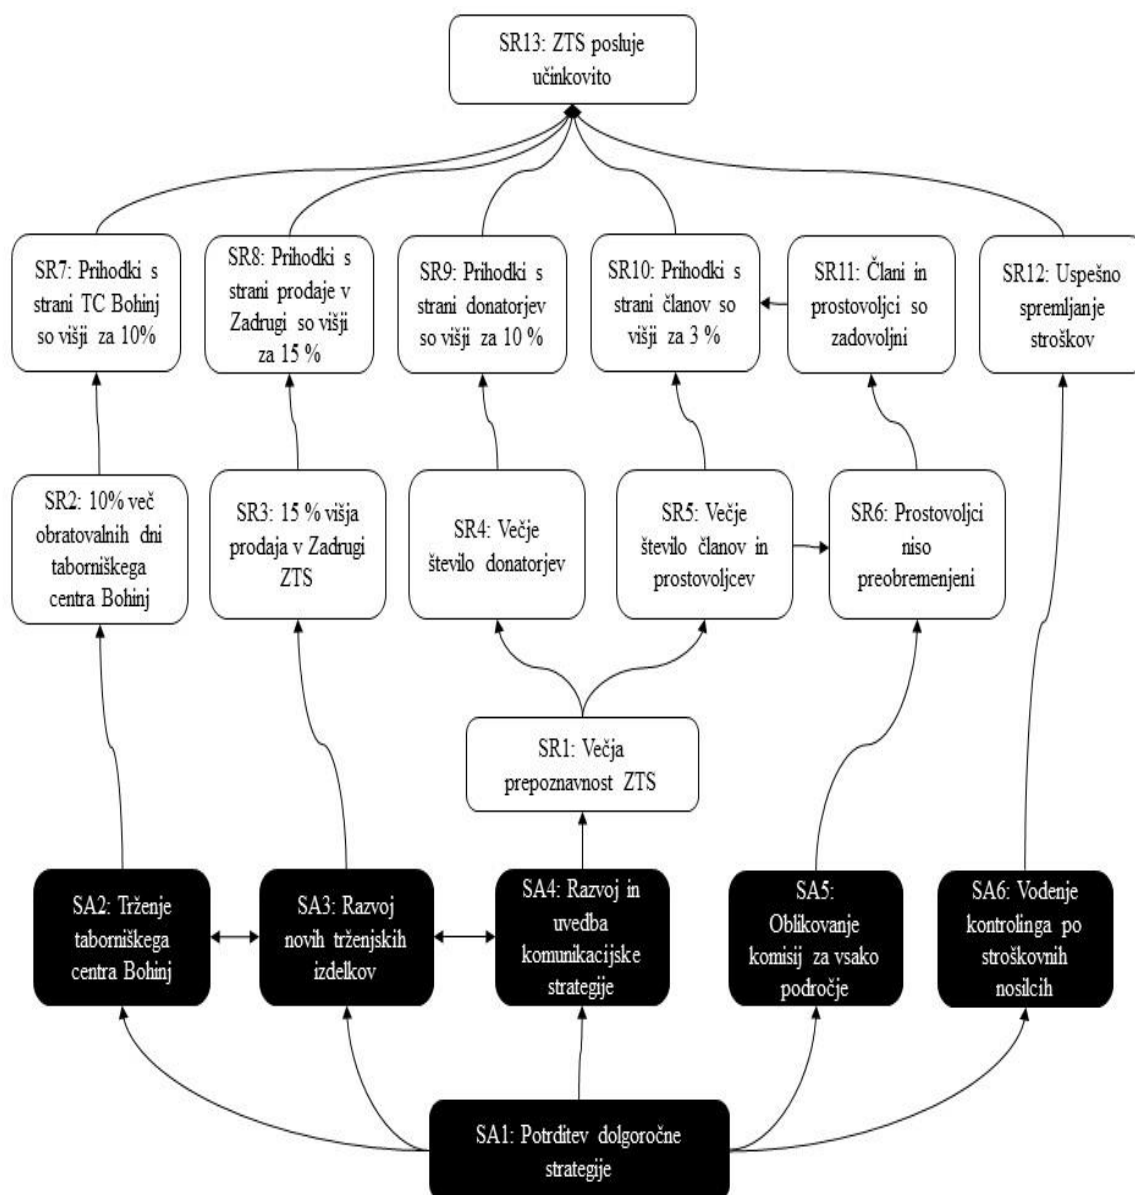 SR13: ZTS posluje
učinkovito
SR7: Prihodki s
strani TC Bohinj
so višji za 10%
SR8: Prihodki s
strani prodaje v
Zadrugi so višji
za 15 %
SR9: Prihodki s
strani donatorjev
so višji za 10 %
SR10: Prihodki s
strani članov so
višji za 3 %
SR11: Člani in
prostovoljci so
zadovoljni
SR12: Uspešno
spremljanje
stroškov
SR2: 10% več
obratovalnih dni
taborniškega
centra Bohinj
SR3: 15 % višja
prodaja v Zadrugi
ZTS
SR4: Večje
število donatorjev
SR5: Večje
število članov in
prostovoljcev
SR6: Prostovoljci
niso
preobremenjeni
SR1: Večja
prepoznavnost ZTS
SA2: Trženje
taborniškega
centra Bohinj
SA3: Razvoj
novih trženjskih
izdelkov
SA4: Razvoj in
uvedba
komunikacijske
strategije
SA5:
Oblikovanje
komisij za vsako
področje
SA6: Vodenje
kontrolinga po
stroškovnih
nosilcih
SA1: Potrditev dolgoročne
strategije